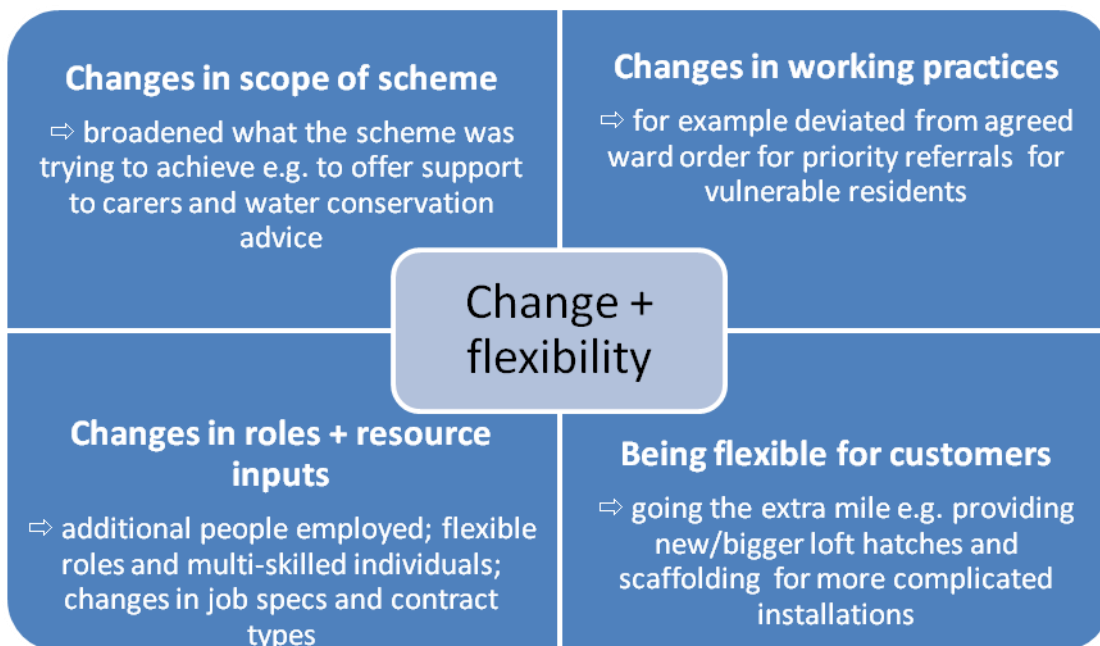 Changes in scope of scheme
⇨ broadened what the scheme was
trying to achieve e.g. to offer support
to carers and water conservation
advice
Changes in working practices
⇨ for example deviated from agreed
ward order for priority referrals for
vulnerable residents
Change +
flexibility
Changes in roles + resource
inputs
⇨ additional people employed; flexible
roles and multi-skilled individuals;
changes in job specs and contract
types
Being flexible for customers
⇨ going the extra mile e.g. providing
new/bigger loft hatches and
scaffolding for more complicated
installations